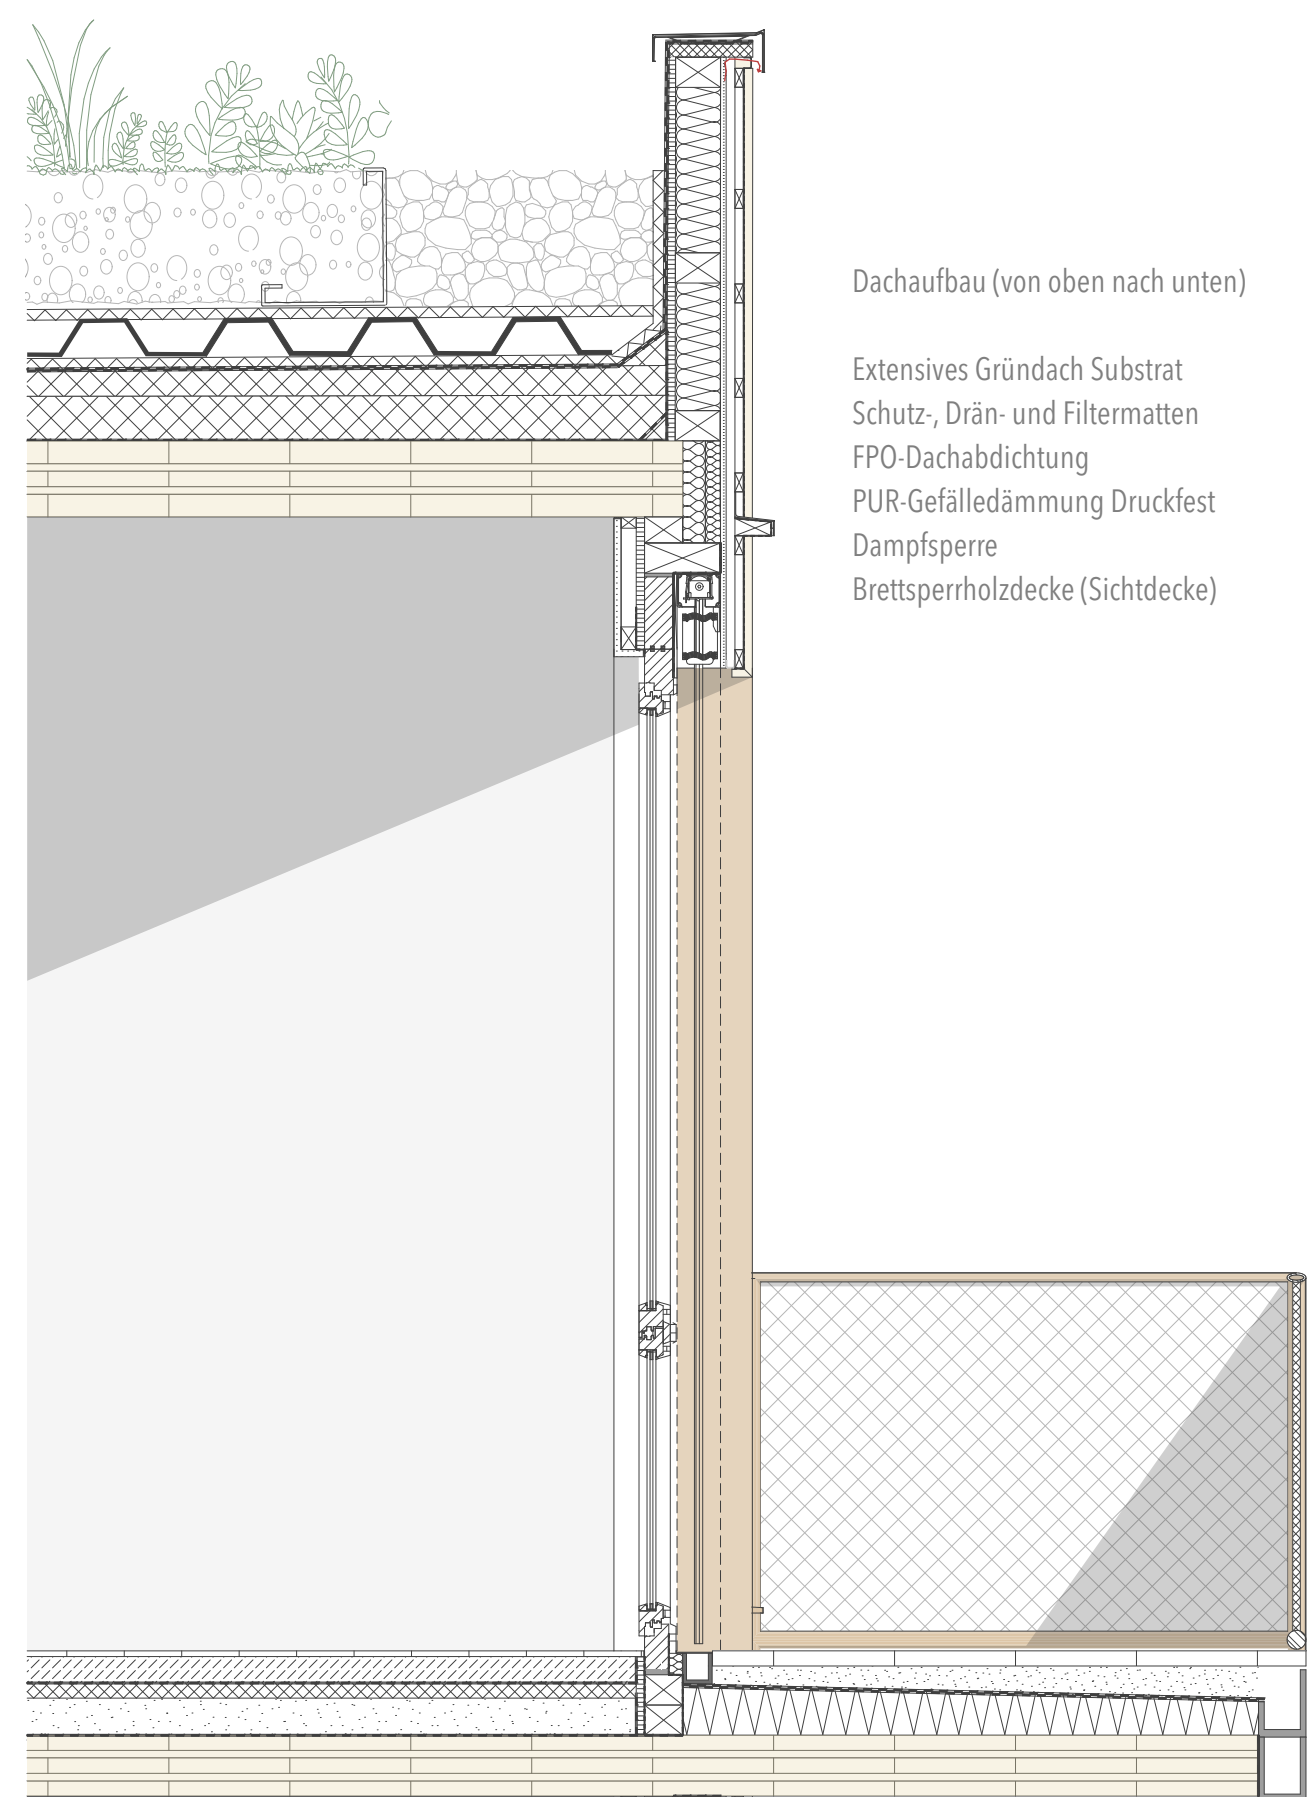 Dachaufbau (von oben nach unten)
Extensives Gründach Substrat
Schutz-, Drän- und Filtermatten
FPO-Dachabdichtung
PUR-Gefälledämmung Druckfest
Dampfsperre
Brettsperrholzdecke (Sichtdecke)